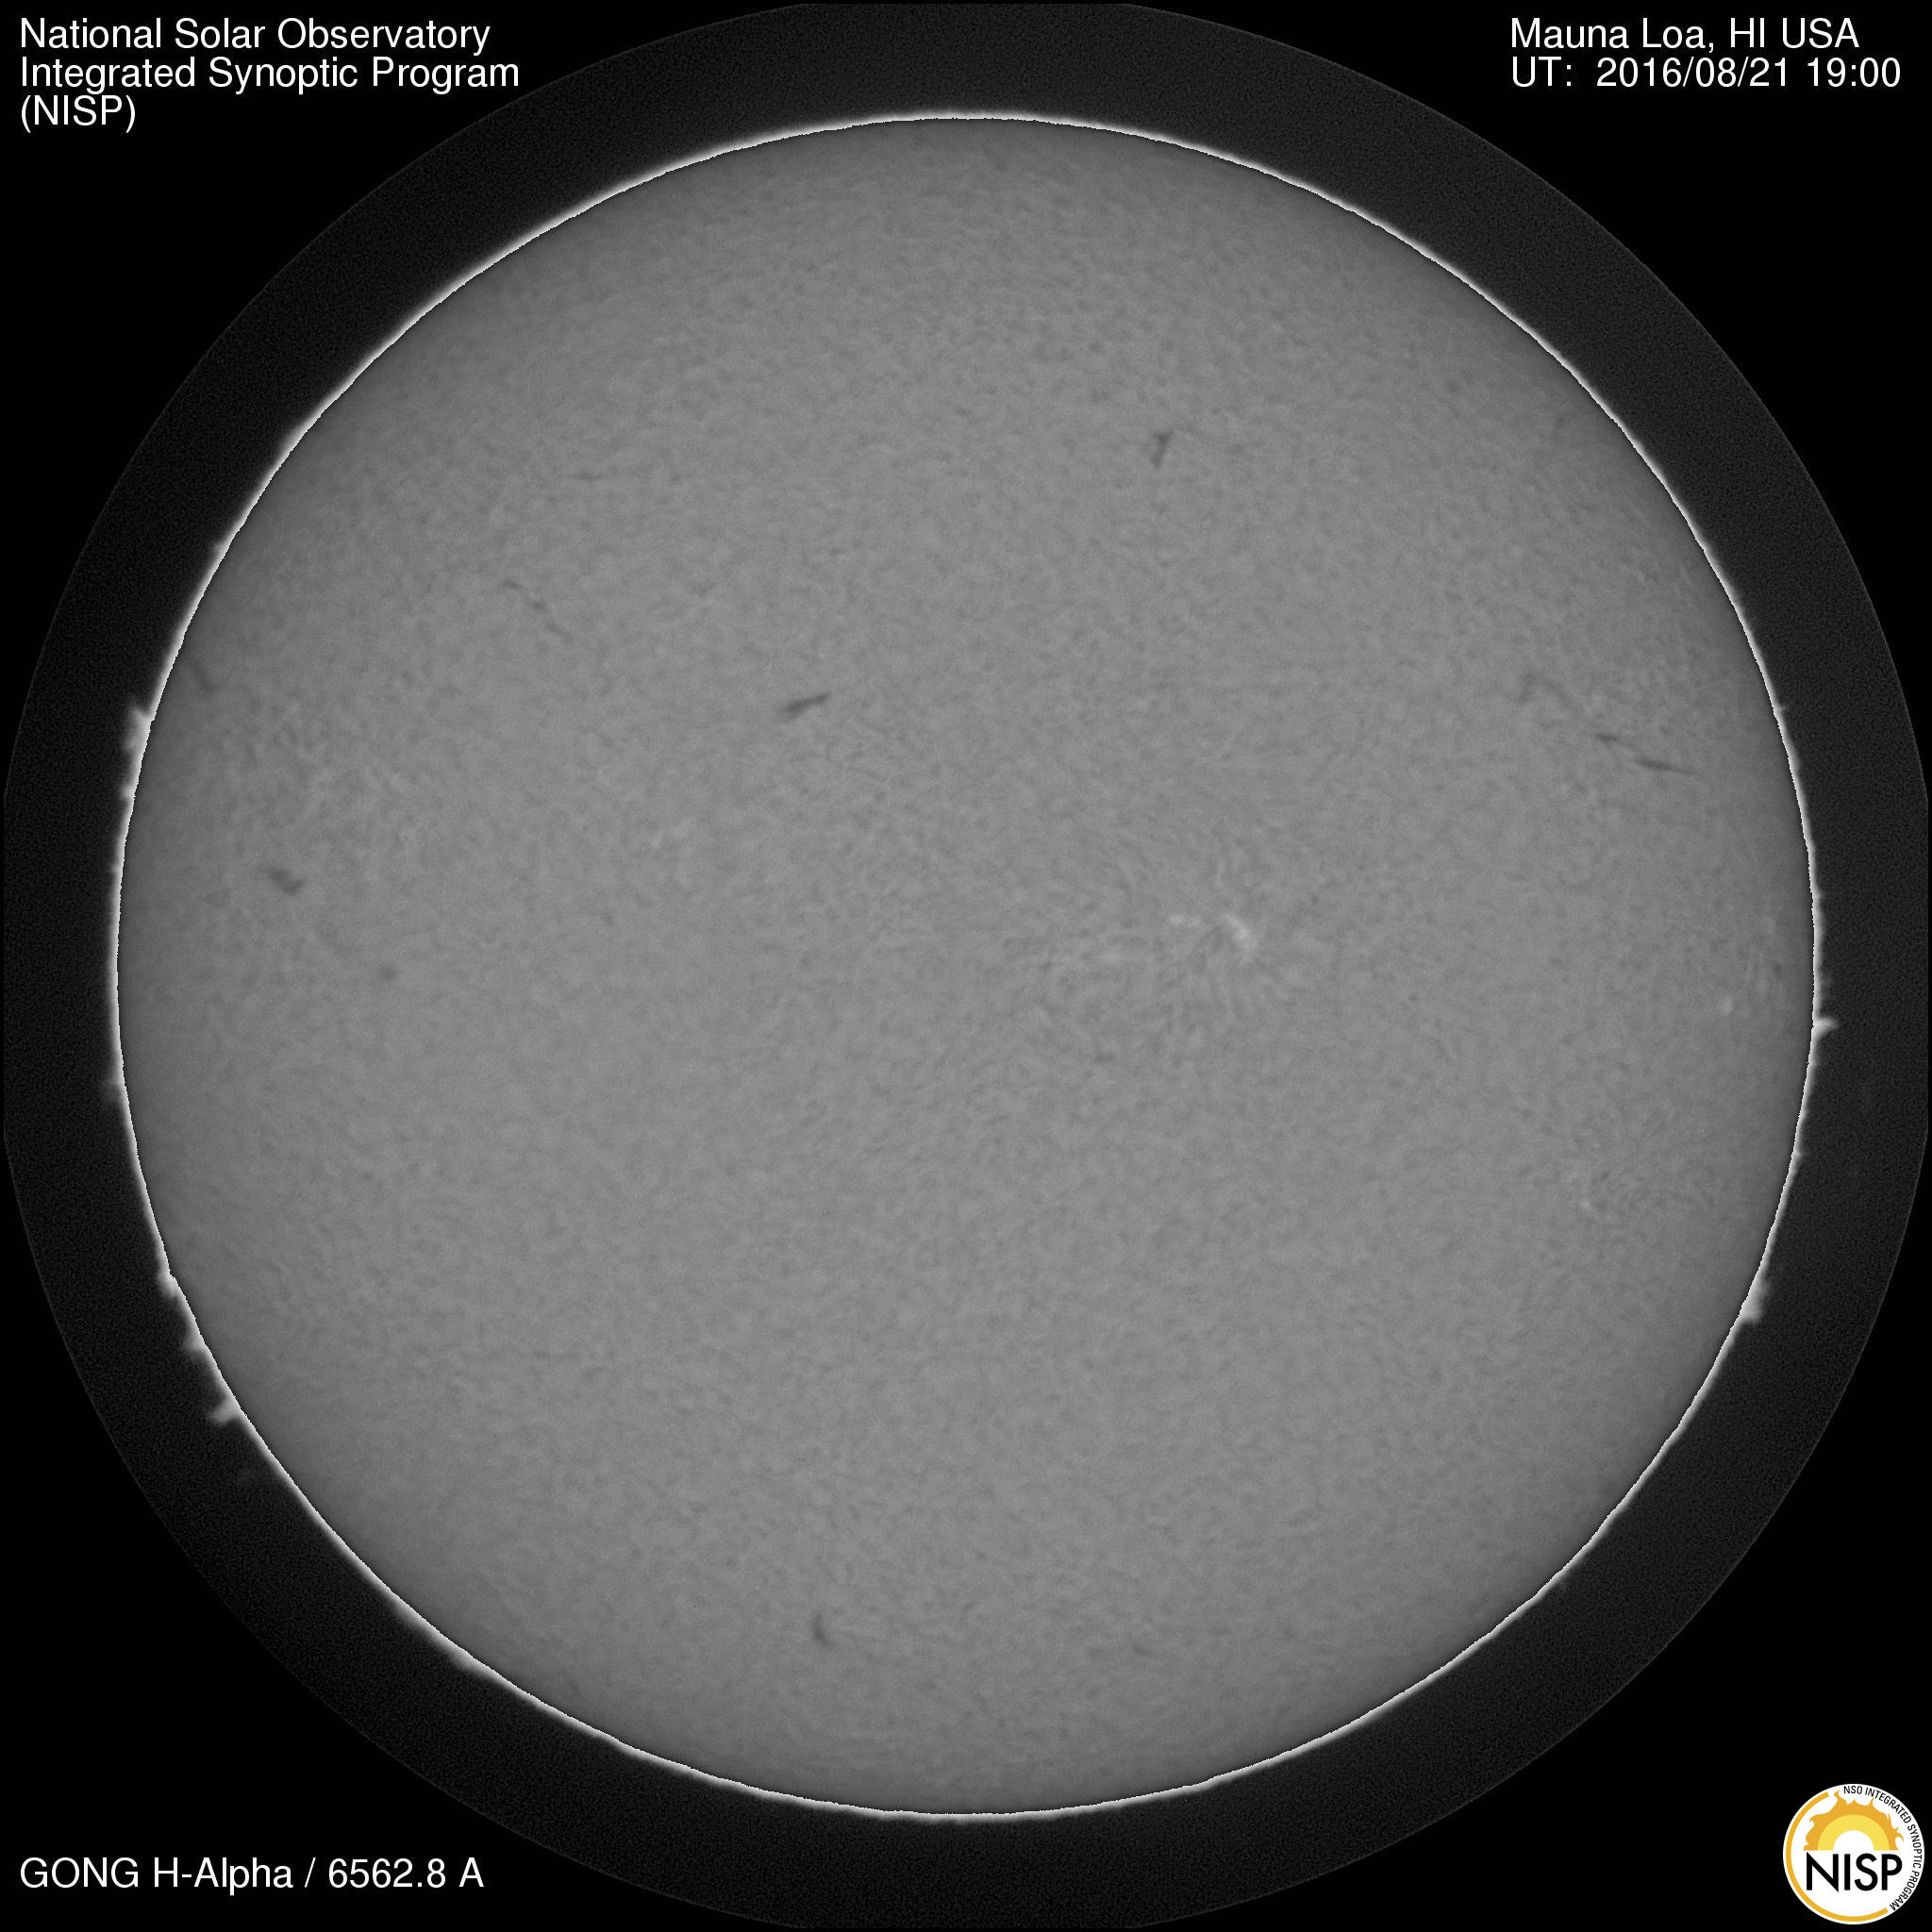 National Solar Observatory
Integrated Synoptic Program
(NISP)
Mauna Loa, HI USA
UT: 2016/08/21 19:00
GONG H-Alpha / 6562.8 A
NSO INTEGRATED SYNOPTIC PROGRAM
NISP